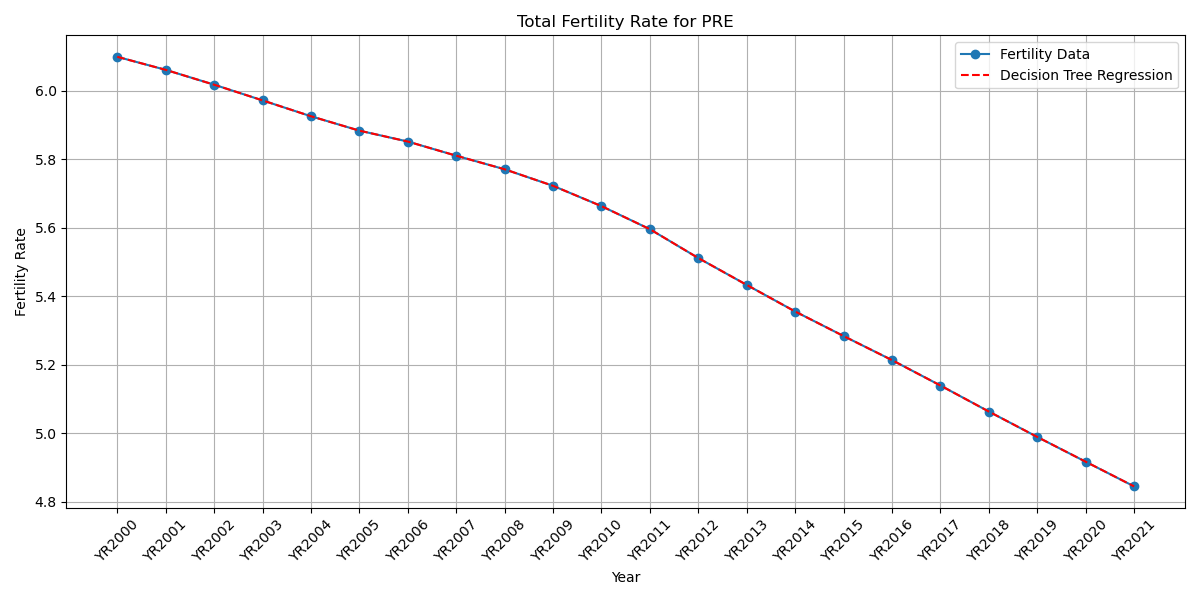 Total Fertility Rate for PRE
Fertility Data
Decision Tree Regression
Fertility Rate
6.0
5.8
5.6
5.4
5.2
5.0
4.8
YR2000
YR2001
YR2002
YR2003
YR2004
YR2005
YR2006
YR2007
YR2008
YR2009
YR2010
YR2011
YR2012
YR2013
YR2014
YR2015
YR2016
YR2017
YR2018
YR2019
YR2020
YR2021
Year